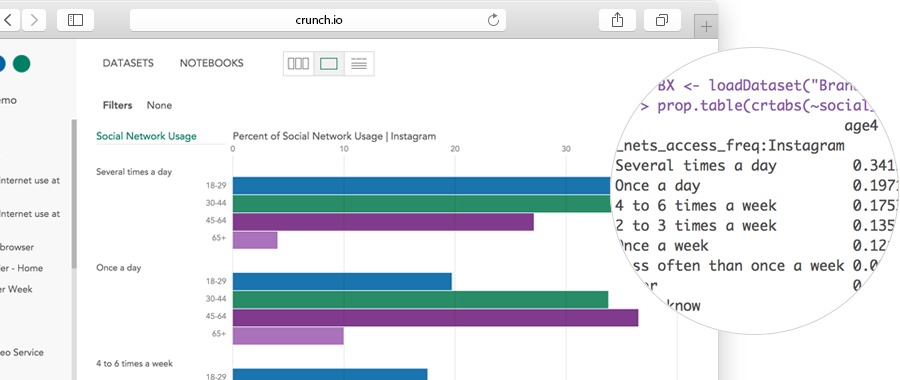 crunch.io
DATASETS NOTEBOOKS
emo
Filters None
Social Network Usage
Percent of Social Network Usage | Instagram
0 10 20 30
Several times a day
18-29
30-44
45-64
65+
Once a day
18-29
30-44
45-64
65+
4 to 6 times a week
18-29
nternet use at
nternet use at
browser
er - Home
er Week
eo Service
BX <- loadDataset("Bran
> prop.table(crtabs(~social
age4
_nets_access_freq:Instagram
Several times a day 0.341
Once a day 0.197
4 to 6 times a week 0.175
2 to 3 times a week 0.135
Once a week 0.12
ess often than once a week 0.0
er 0
know